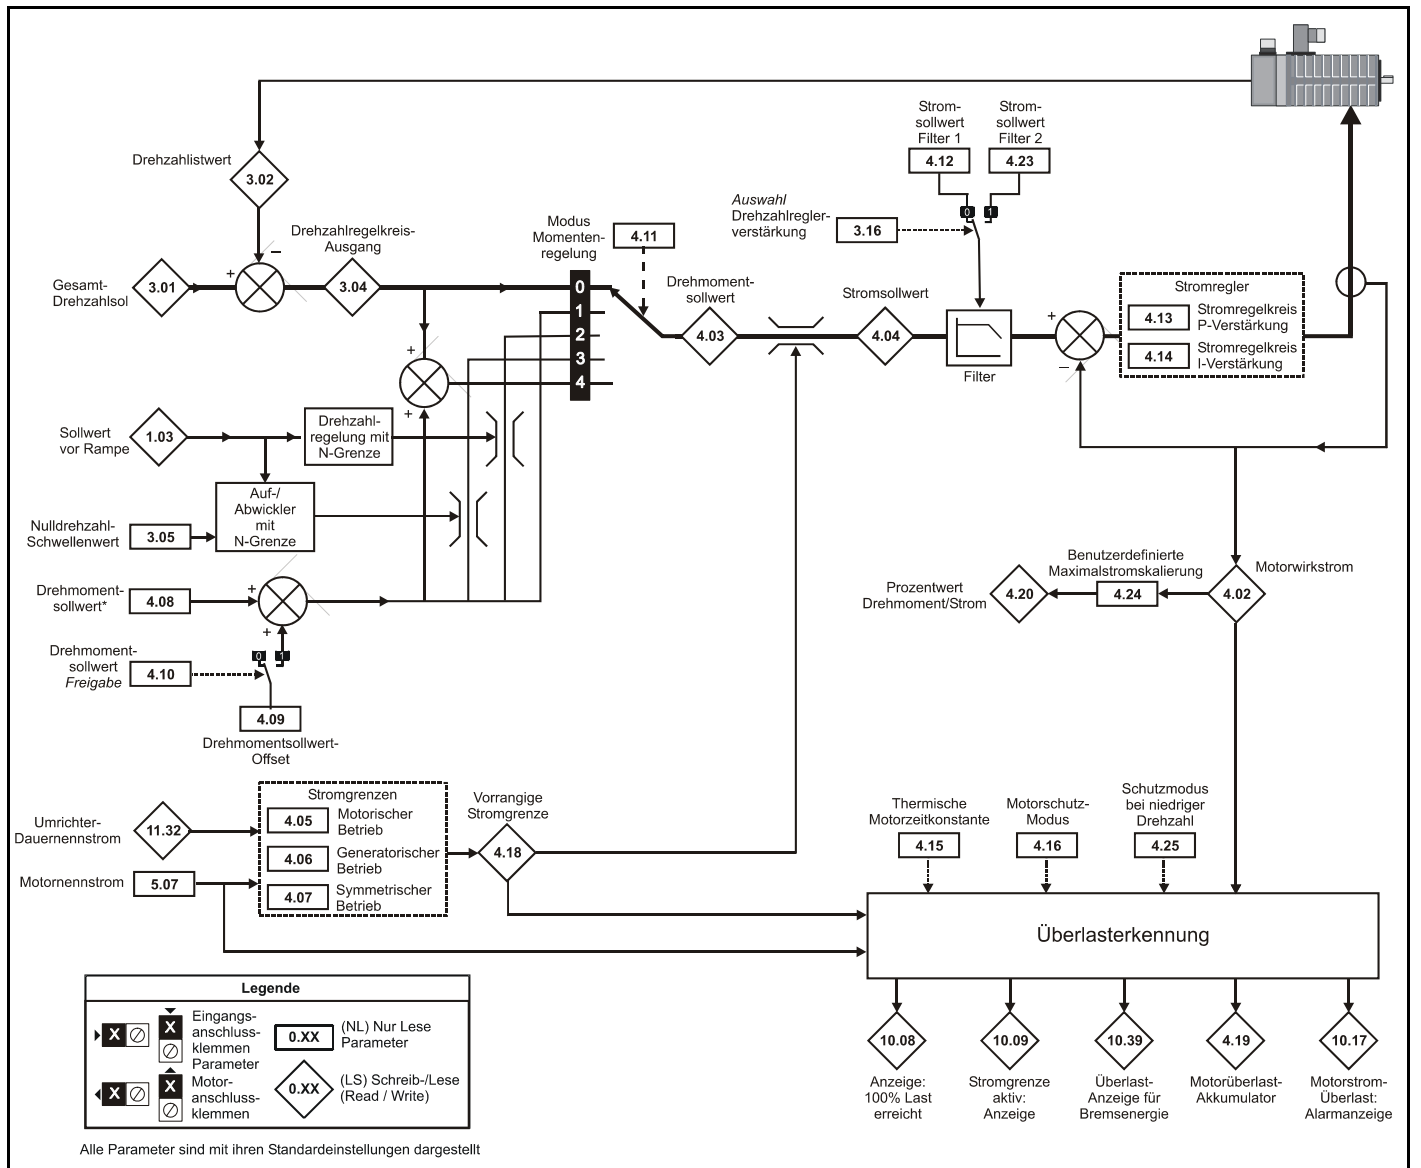 Strom-
sollwert
Filter 1
4.12
Strom-
sollwert
Filter 2
4.23
0
1
Drehzahlistwert
3.02
Auswahl
Drehzahlregler-
verstärkung
3.16
Modus
Momenten-
regelung
4.11
Drehzahlregelkreis-
Ausgang
3.04
Gesamt-
Drehzahlsol
3.01
+
−
0
1
2
3
4
Drehmoment-
sollwert
4.03
Stromsollwert
4.04
Filter
+
−
Stromregler
4.13
Stromregelkreis
P-Verstärkung
4.14
Stromregelkreis
I-Verstärkung
+
+
Sollwert
vor Rampe
1.03
Drehzahl-
regelung mit
N-Grenze
Auf-/
Abwickler
mit
N-Grenze
Nulldrehzahl-
Schwellenwert
3.05
Drehmoment-
sollwert*
4.08
+
+
Drehmoment-
sollwert
Freigabe
4.10
0
1
4.09
Drehmomentsollwert-
Offset
Prozentwert
Drehmoment/Strom
4.20
Benutzerdefinierte
Maximalstromskalierung
4.24
4.02
Motorwirkstrom
Umrichter-
Dauernennstrom
11.32
Motornennstrom
5.07
Stromgrenzen
4.05
Motorischer
Betrieb
4.06
Generatorischer
Betrieb
4.07
Symmetrischer
Betrieb
Vorrangige
Stromgrenze
4.18
Thermische
Motorzeitkonstante
4.15
Motorschutz-
Modus
4.16
Schutzmodus
bei niedriger
Drehzahl
4.25
Überlasterkennung
10.08
Anzeige:
100% Last
erreicht
10.09
Stromgrenze
aktiv:
Anzeige
10.39
Überlast-
Anzeige für
Bremsenergie
4.19
Motorüberlast-
Akkumulator
10.17
Motorstrom-
Überlast:
Alarmanzeige
Legende
X
X
Eingangs-
anschluss-
klemmen
Parameter
X
X
Motor-
anschluss-
klemmen
0.XX
(NL) Nur Lese
Parameter
0.XX
(LS) Schreib-/Lese
(Read / Write)
Alle Parameter sind mit ihren Standardeinstellungen dargestellt